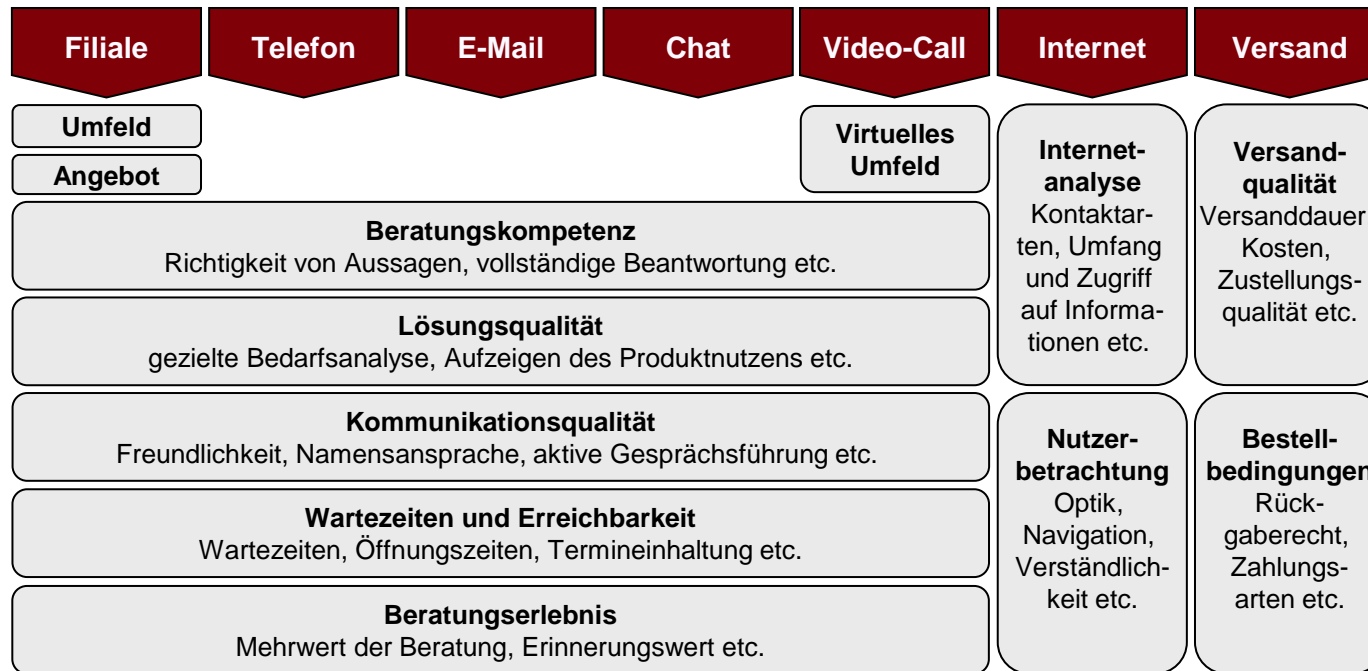 Filiale
Telefon
E-Mail
Chat
Video-Call
Internet
Versand
Umfeld
Angebot
Virtuelles
Umfeld
Beratungskompetenz
Richtigkeit von Aussagen, vollständige Beantwortung etc.
Lösungsqualität
gezielte Bedarfsanalyse, Aufzeigen des Produktnutzens etc.
Kommunikationsqualität
Freundlichkeit, Namensansprache, aktive Gesprächsführung etc.
Wartezeiten und Erreichbarkeit
Wartezeiten, Öffnungszeiten, Termineinhaltung etc.
Beratungserlebnis
Mehrwert der Beratung, Erinnerungswert etc.
Internet-
analyse
Kontaktar-
ten, Umfang
und Zugriff
auf Informa-
tionen etc.
Nutzer-
betrachtung
Optik,
Navigation,
Verständlich-
keit etc.
Versand-
qualität
Versanddauer
Kosten,
Zustellungs-
qualität etc.
Bestell-
bedingungen
Rück-
gaberecht,
Zahlungs-
arten etc.